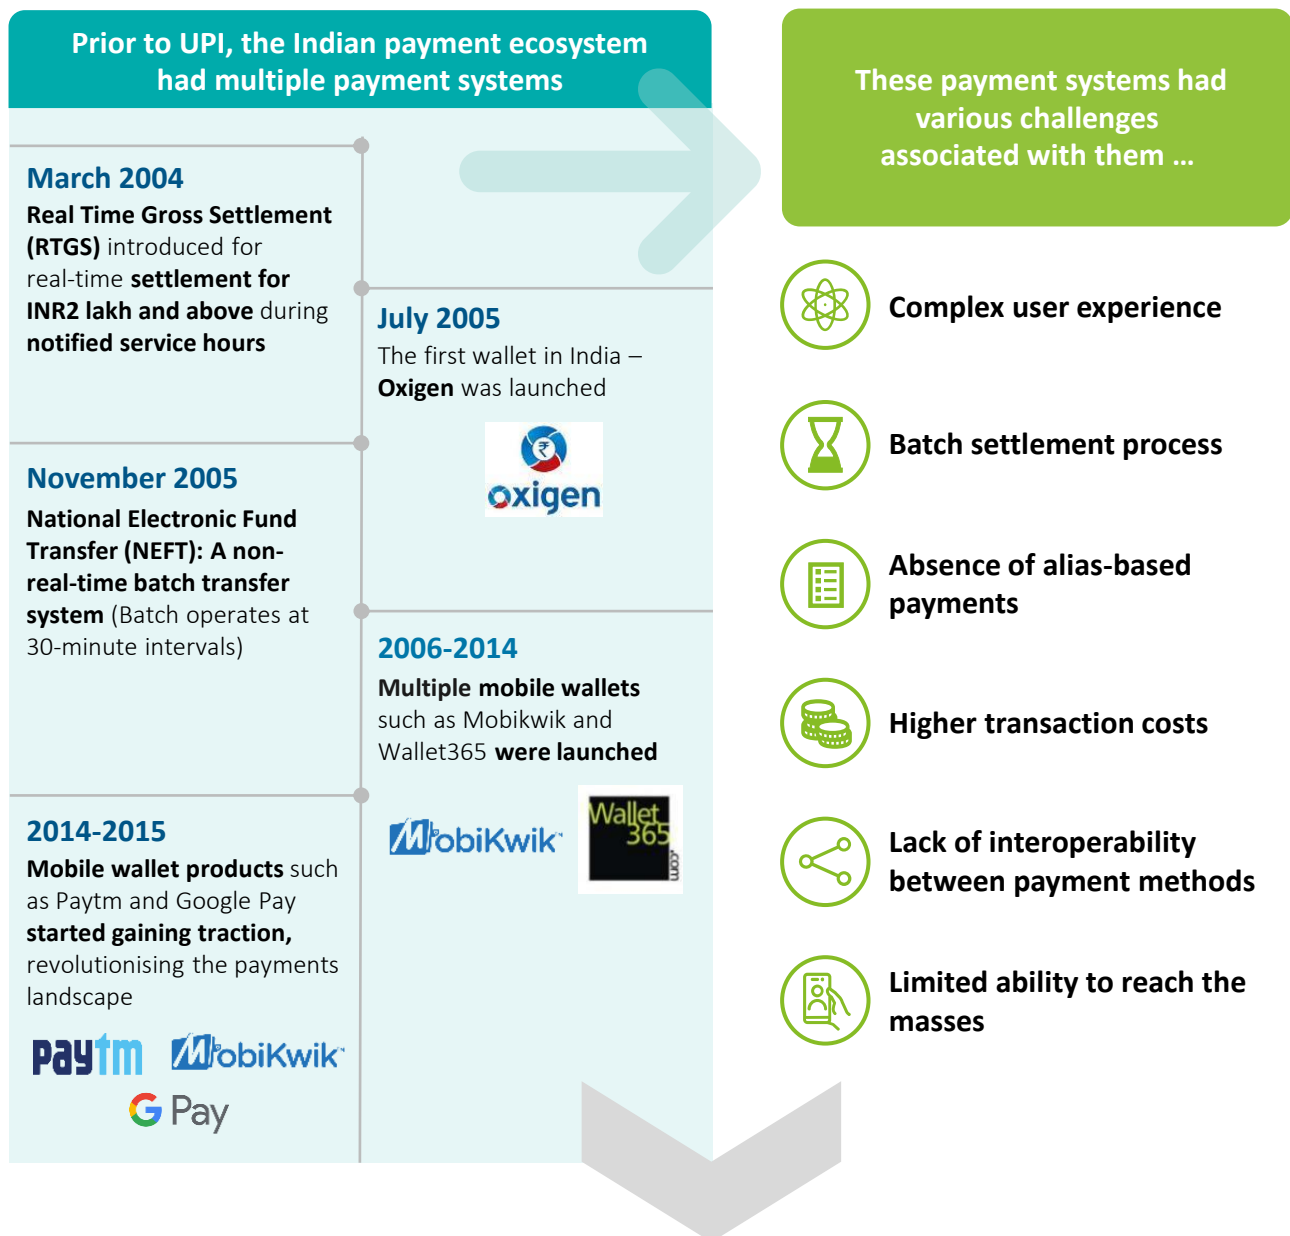 Prior to UPI, the Indian payment ecosystem
had multiple payment systems
March 2004
Real Time Gross Settlement
(RTGS) introduced for
real-time settlement for
INR2 lakh and above during
notified service hours
July 2005
The first wallet in India –
Oxigen was launched
oxigen
November 2005
National Electronic Fund
Transfer (NEFT): A non-
real-time batch transfer
system (Batch operates at
30-minute intervals)
2006-2014
Multiple mobile wallets
such as Mobikwik and
Wallet365 were launched
MobiKwik™
Wallet
365
.com
2014-2015
Mobile wallet products such
as Paytm and Google Pay
started gaining traction,
revolutionising the payments
landscape
paytm
MobiKwik™
G Pay
These payment systems had
various challenges
associated with them ...
Complex user experience
Batch settlement process
Absence of alias-based
payments
Higher transaction costs
Lack of interoperability
between payment methods
Limited ability to reach the
masses